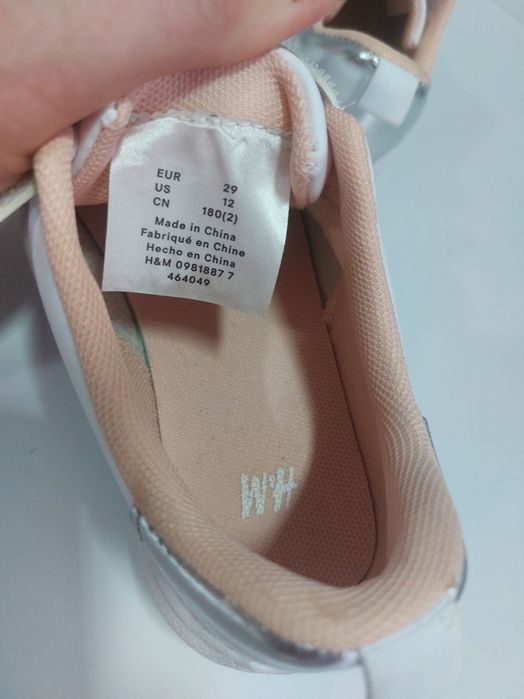 EUR 29
US 12
CN 180(2)
Made in China
Fabriqué en Chine
Hecho en China
H&M 0981887 7
464049
H&M